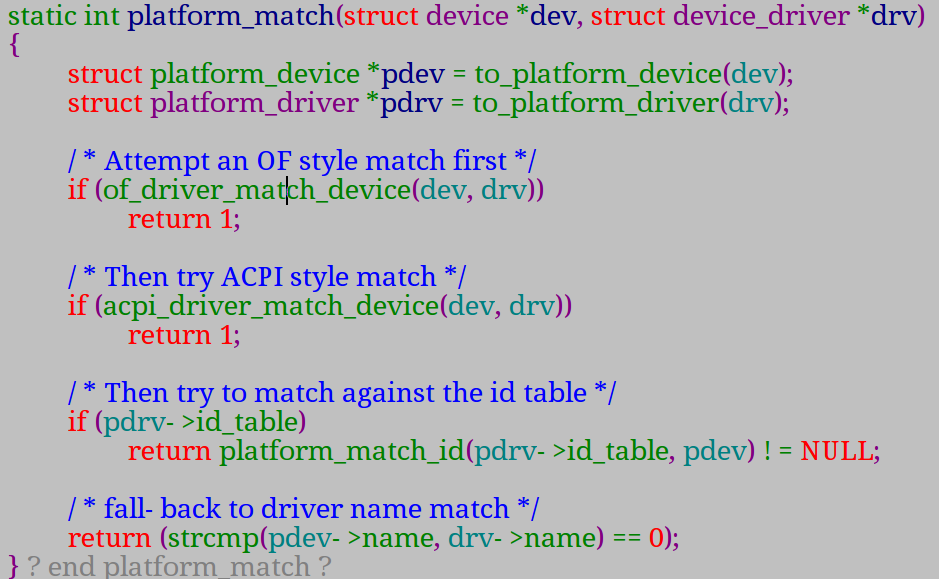 static int platform_match(struct device *dev, struct device_driver *drv)
{
struct platform_device *pdev = to_platform_device(dev);
struct platform_driver *pdrv = to_platform_driver(drv);
/ * Attempt an OF style match first */
if (of_driver_match_device(dev, drv))
return 1;
/ * Then try ACPI style match */
if (acpi_driver_match_device(dev, drv))
return 1;
/ * Then try to match against the id table */
if (pdrv- >id_table)
return platform_match_id(pdrv- >id_table, pdev) ! = NULL;
/ * fall- back to driver name match */
return (strcmp(pdev- >name, drv- >name) == 0);
} ? end platform_match ?